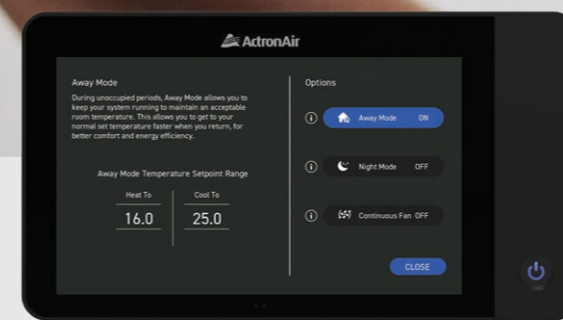 ActronAir
Away Mode
During unoccupied periods, Away Mode allows you to
keep your system running to maintain an acceptable
room temperature. This allows you to get to your
normal set temperature faster when you return, for
better comfort and energy efficiency.
Away Mode Temperature Setpoint Range
Heat To Cool To
16.0 25.0
Options
Away Mode ON
Night Mode OFF
Continuous Fan OFF
CLOSE